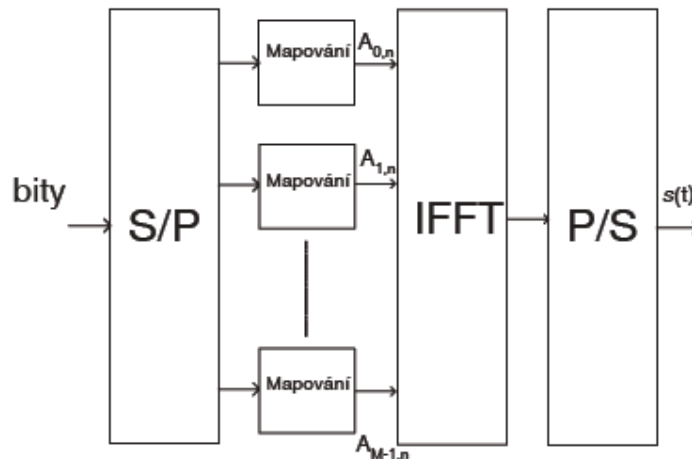 Mapování
A0,n
bity
S/P
Mapování
A1,n
IFFT
P/S
s(t)
Mapování
AM-1,n